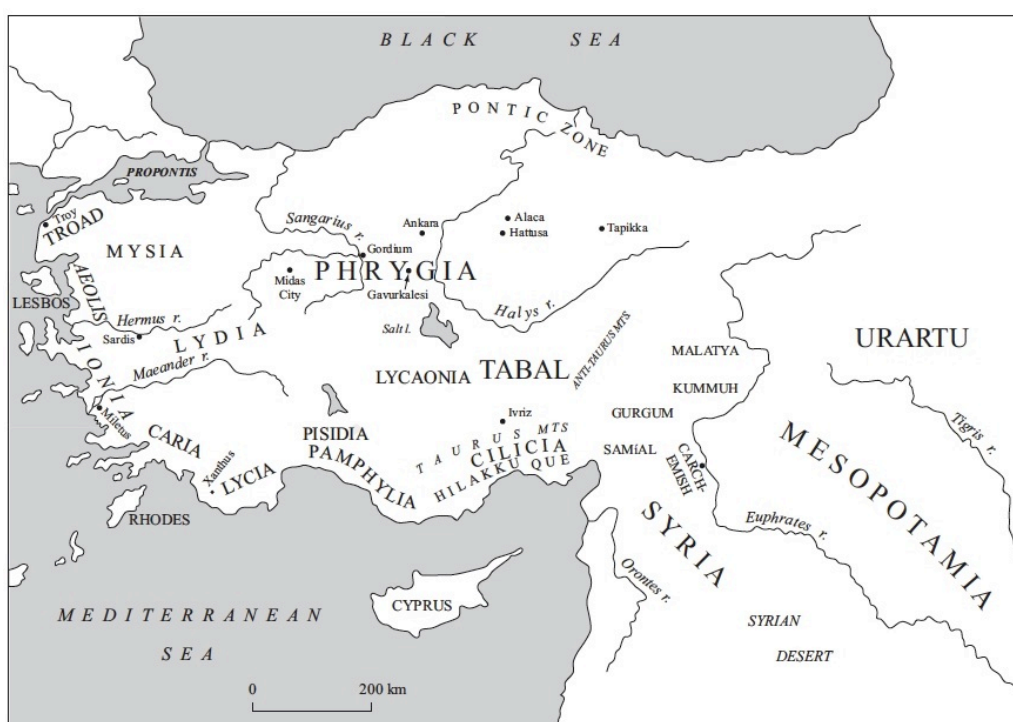 BLACK SEA
PONTIC ZONE
PROPONTIS
Troy
TROAD
MYSIA
Sangarius r.
Ankara
Alaca
Hattusa
Tapikka
Gordium
PHRYGIA
Midas
City
Gavurkalesi
AEOLIS
LESBOS
Hermus r.
Halys r.
Sardis
LYDIA
Salt l.
URARTU
IONIA
Maeander r.
LYCAONIA
TABAL
ANTI-TAURUS MTS
MALATYA
KUMMUH
GURGUM
Tigris r.
Miletus
CARIA
Ivriz
PISIDIA
TAURUS MTS
CILICIA
SAMíAL
MESOPOTAMIA
Xanthus
LYCIA
PAMPHYLIA
HILAKKU QUE
CARCH-
EMISH
RHODES
SYRIA
Euphrates r.
Orontes r.
CYPRUS
MEDITERRANEAN
SEA
SYRIAN
DESERT
0 200 km